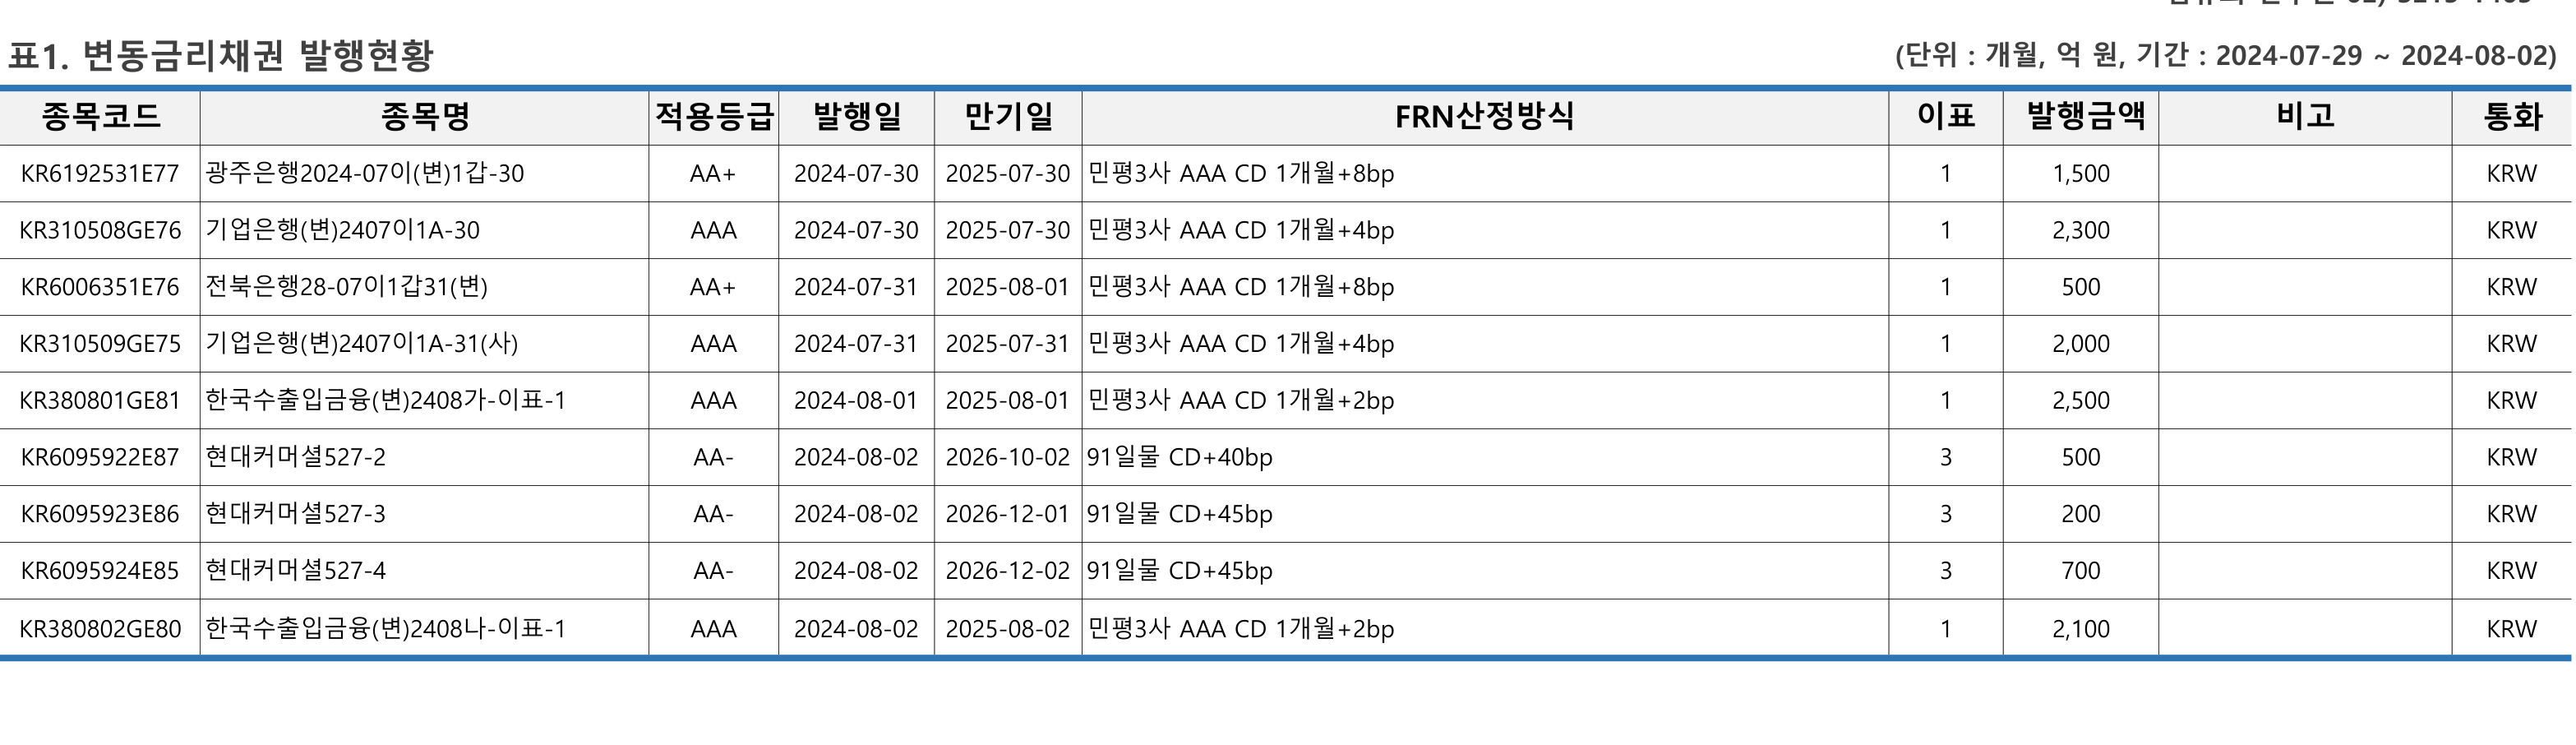 표1. 변동금리채권 발행현황 (단위 : 개월, 억 원, 기간 : 2024-07-29 ~ 2024-08-02)
종목코드 종목명 적용등급 발행일 만기일 FRN산정방식 이표 발행금액 비고 통화
KR6192531E77 광주은행2024-07이(변)1갑-30 AA+ 2024-07-30 2025-07-30 민평3사 AAA CD 1개월+8bp 1 1,500 KRW
KR310508GE76 기업은행(변)2407이1A-30 AAA 2024-07-30 2025-07-30 민평3사 AAA CD 1개월+4bp 1 2,300 KRW
KR6006351E76 전북은행28-07이1갑31(변) AA+ 2024-07-31 2025-08-01 민평3사 AAA CD 1개월+8bp 1 500 KRW
KR310509GE75 기업은행(변)2407이1A-31(사) AAA 2024-07-31 2025-07-31 민평3사 AAA CD 1개월+4bp 1 2,000 KRW
KR380801GE81 한국수출입금융(변)2408가-이표-1 AAA 2024-08-01 2025-08-01 민평3사 AAA CD 1개월+2bp 1 2,500 KRW
KR6095922E87 현대커머셜527-2 AA- 2024-08-02 2026-10-02 91일물 CD+40bp 3 500 KRW
KR6095923E86 현대커머셜527-3 AA- 2024-08-02 2026-12-01 91일물 CD+45bp 3 200 KRW
KR6095924E85 현대커머셜527-4 AA- 2024-08-02 2026-12-02 91일물 CD+45bp 3 700 KRW
KR380802GE80 한국수출입금융(변)2408나-이표-1 AAA 2024-08-02 2025-08-02 민평3사 AAA CD 1개월+2bp 1 2,100 KRW